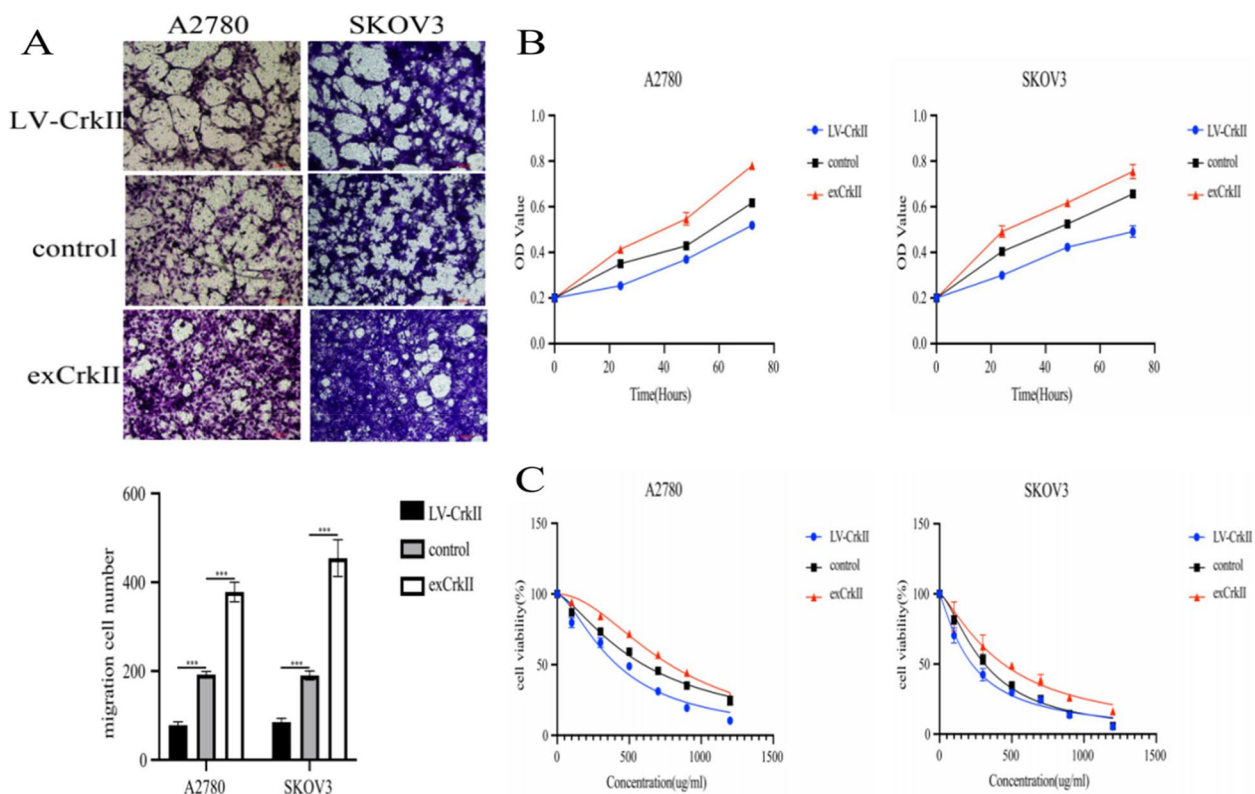 A
A2780
SKOV3
LV-CrkII
control
exCrkII
600
400
200
0
migration cell number
***
***
***
***
A2780
SKOV3
LV-CrkII
control
exCrkII
B
A2780
1.0
0.8
0.6
0.4
0.2
0.0
OD Value
0
20
40
60
80
Time(Hours)
LV-CrkII
control
exCrkII
SKOV3
1.0
0.8
0.6
0.4
0.2
0.0
OD Value
0
20
40
60
80
Time(Hours)
LV-CrkII
control
exCrkII
C
A2780
150
100
50
0
cell viability(%)
0
500
1000
1500
Concentration(ug/ml)
LV-CrkII
control
exCrkII
SKOV3
150
100
50
0
cell viability(%)
0
500
1000
1500
Concentration(ug/ml)
LV-CrkII
control
exCrkII